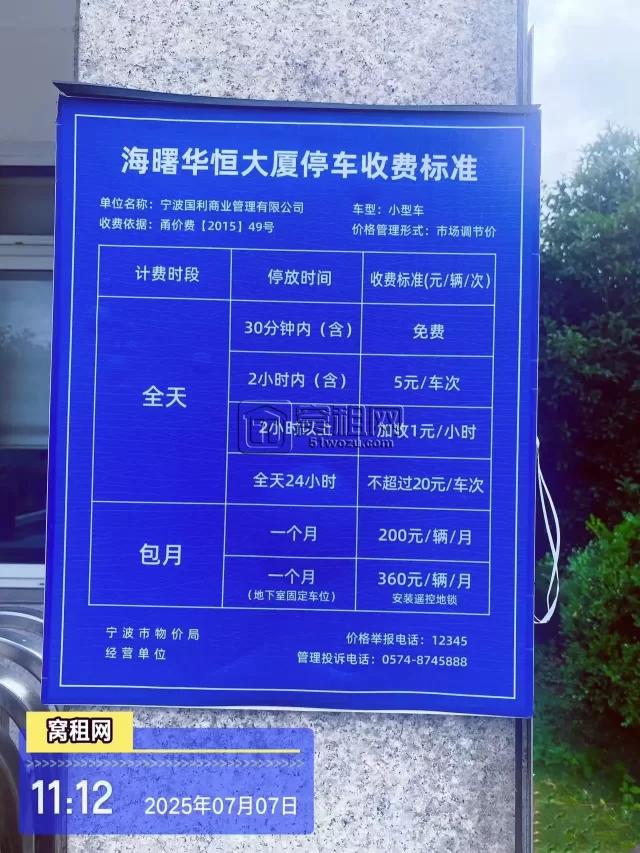 海曙华恒大厦停车收费标准
单位名称：宁波国利商业管理有限公司
车型：小型车
收费依据：甬价费【2015】49号
价格管理形式：市场调节价
计费时段 停放时间 收费标准(元/辆/次)
全天
30分钟内（含） 免费
2小时内（含） 5元/车次
2小时以上 加收1元/小时
全天24小时 不超过20元/车次
包月
一个月 200元/辆/月
一个月 360元/辆/月
（地下室固定车位） 安装遥控地锁
宁波市物价局
价格举报电话：12345
经营单位
管理投诉电话：0574-8745888
窝租网
51wozu.com
窝租网
11:12 2025年07月07日